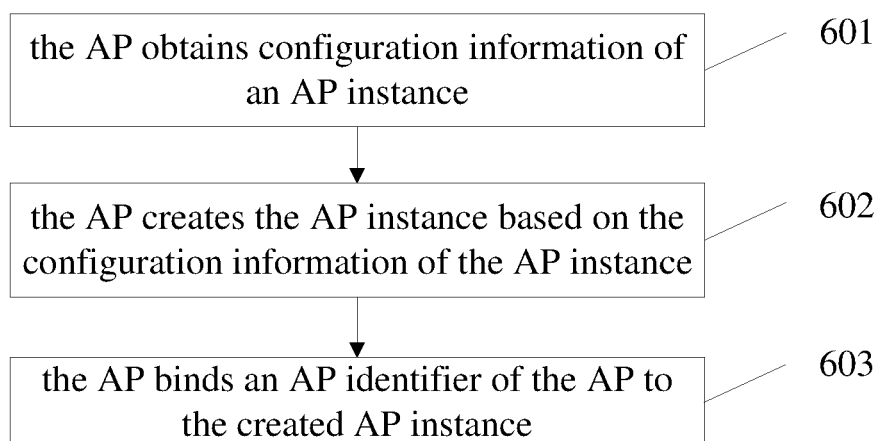 the AP obtains configuration information of
an AP instance
601
the AP creates the AP instance based on the
configuration information of the AP instance
602
the AP binds an AP identifier of the AP to
the created AP instance
603